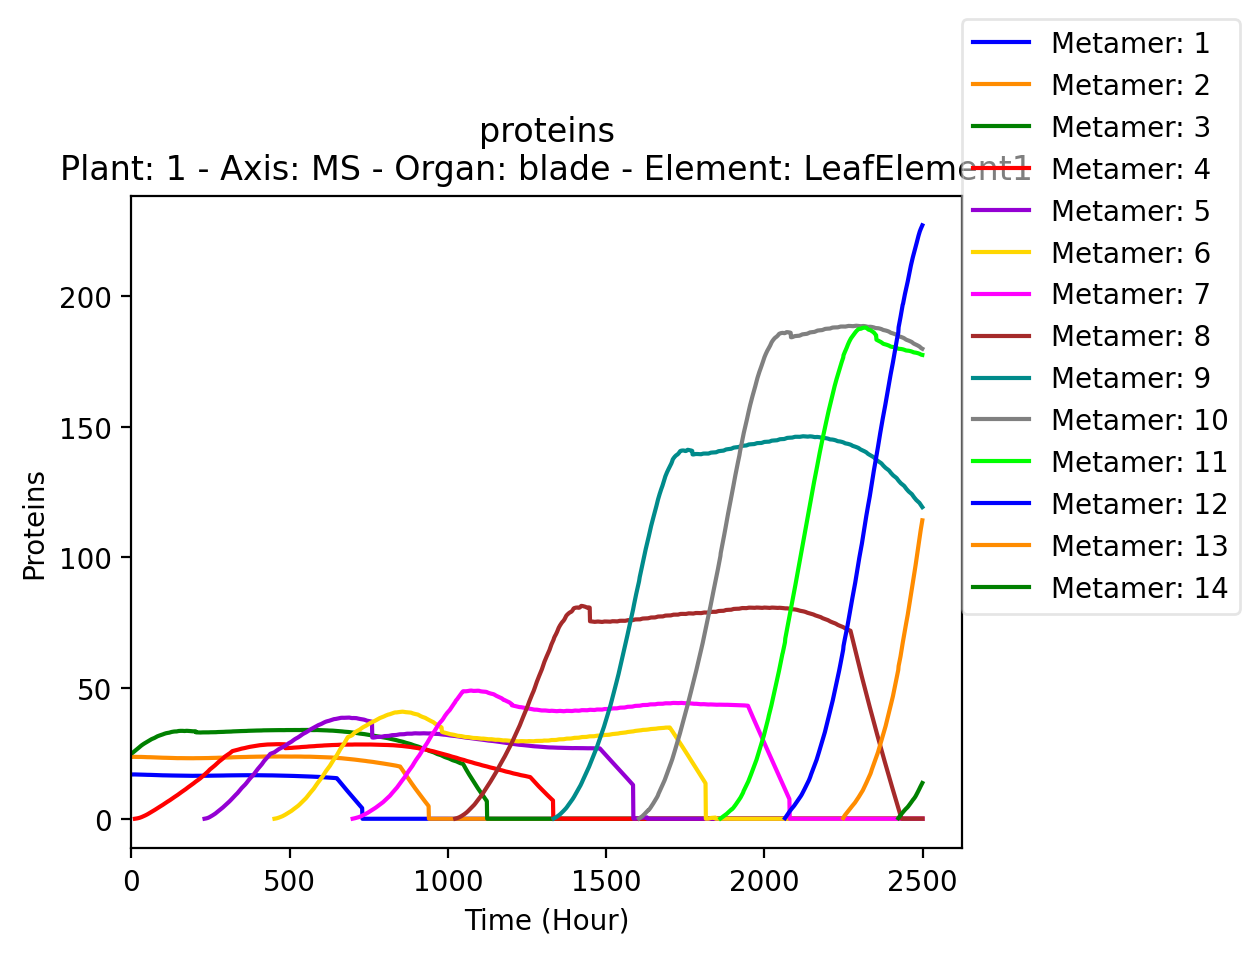 proteins
Plant: 1 - Axis: MS - Organ: blade - Element: LeafElement1
Metamer: 1
Metamer: 2
Metamer: 3
Metamer: 4
Metamer: 5
Metamer: 6
Metamer: 7
Metamer: 8
Metamer: 9
Metamer: 10
Metamer: 11
Metamer: 12
Metamer: 13
Metamer: 14
Proteins
200
150
100
50
0
0 500 1000 1500 2000 2500
Time (Hour)